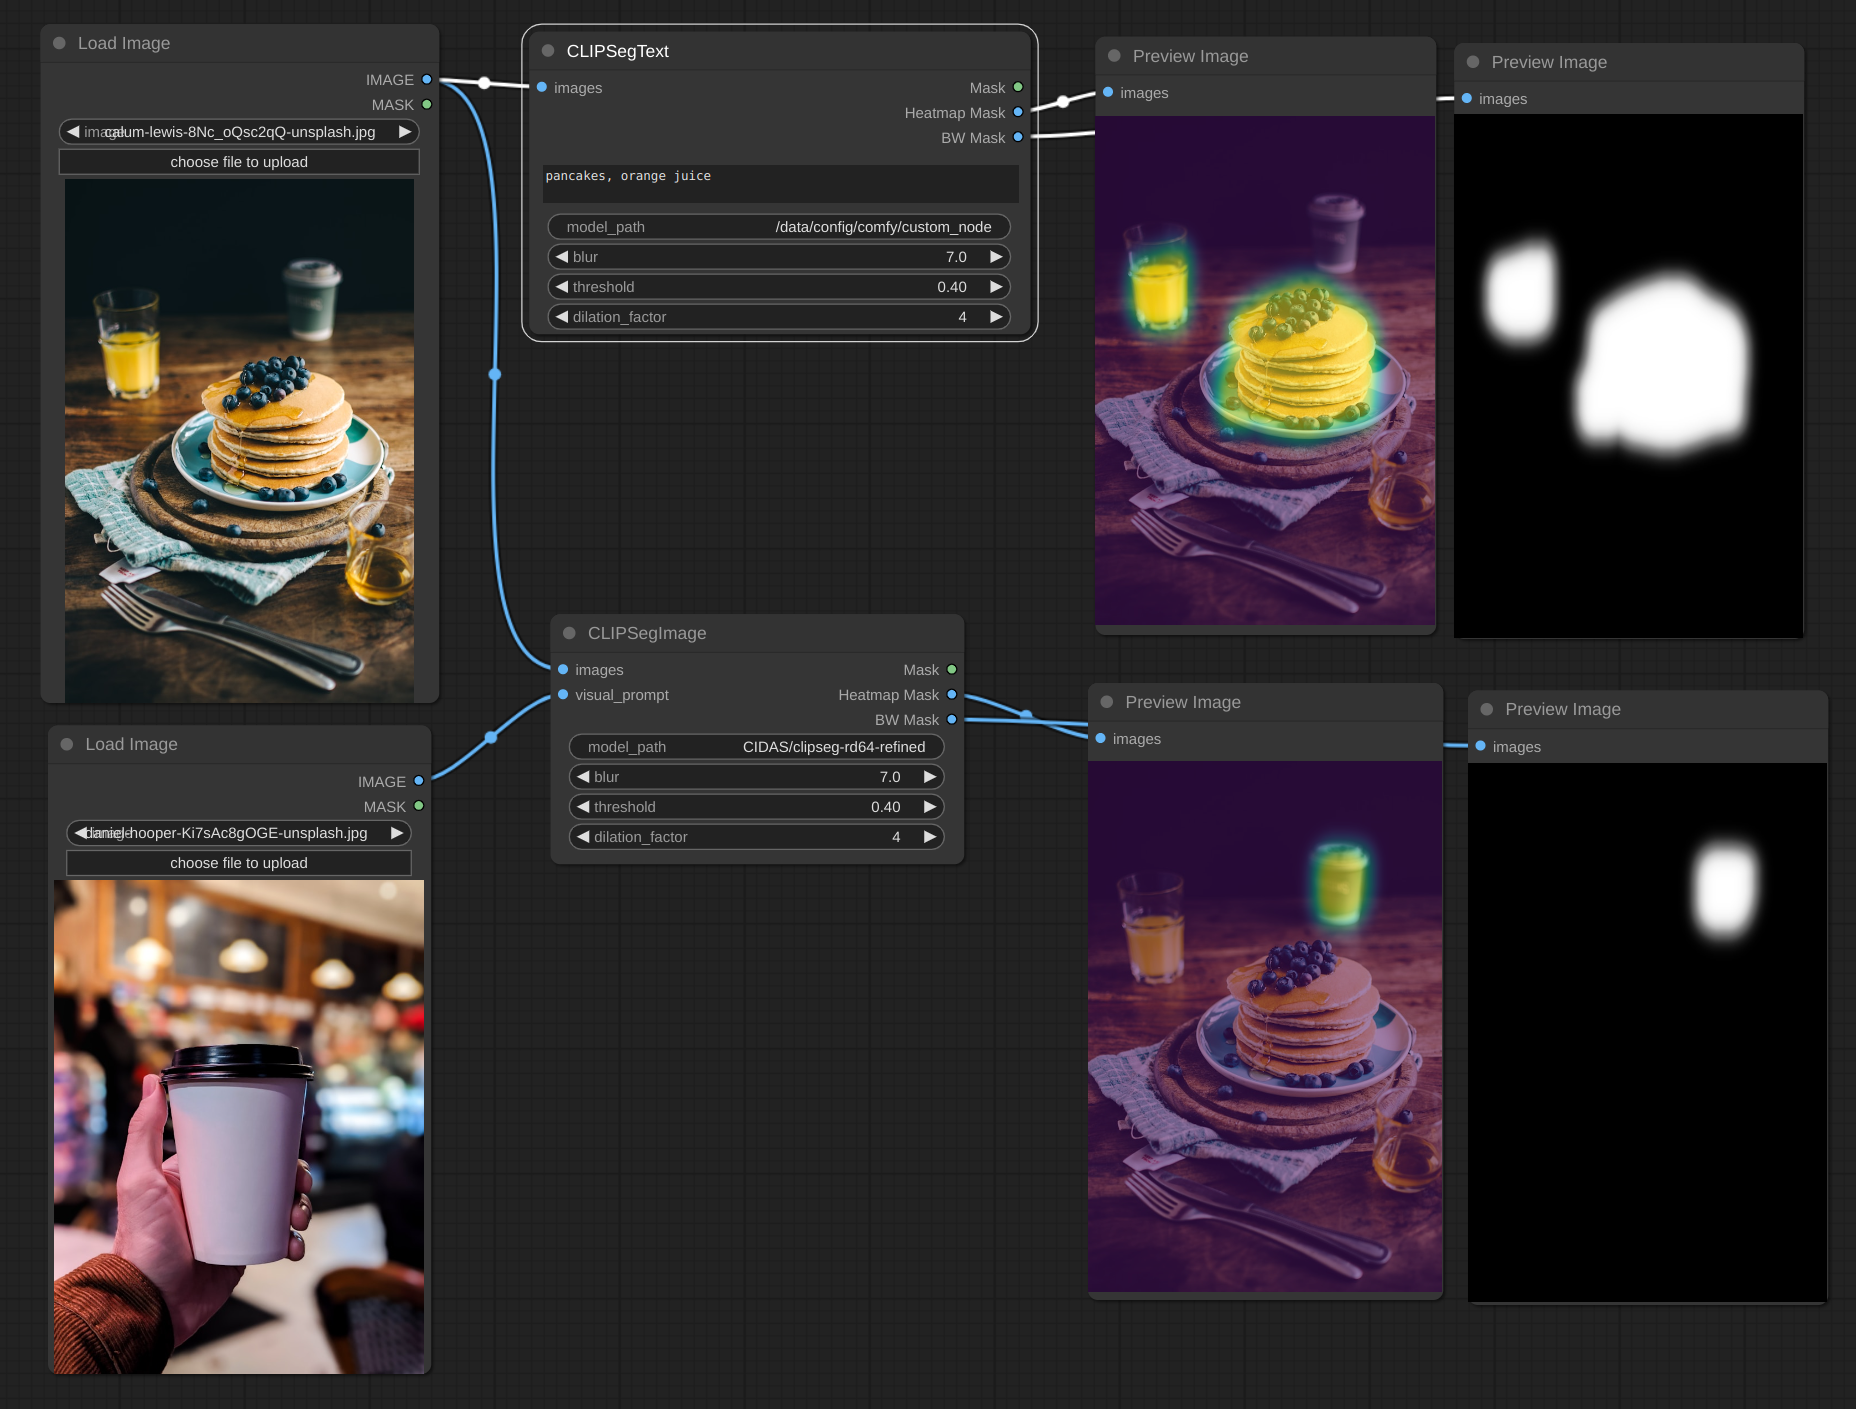 Load Image
IMAGE
MASK
calum-lewis-8Nc_oQsc2qQ-unsplash.jpg
choose file to upload
CLIPSegText
images
Mask
Heatmap Mask
BW Mask
pancakes, orange juice
model_path /data/config/comfy/custom_node
blur 7.0
threshold 0.40
dilation_factor 4
Preview Image
images
Preview Image
images
Load Image
IMAGE
MASK
daniel-hooper-Ki7sAc8gOGE-unsplash.jpg
choose file to upload
CLIPSegImage
images Mask
visual_prompt Heatmap Mask
BW Mask
model_path CIDAS/clipseg-rd64-refined
blur 7.0
threshold 0.40
dilation_factor 4
Preview Image
images
Preview Image
images